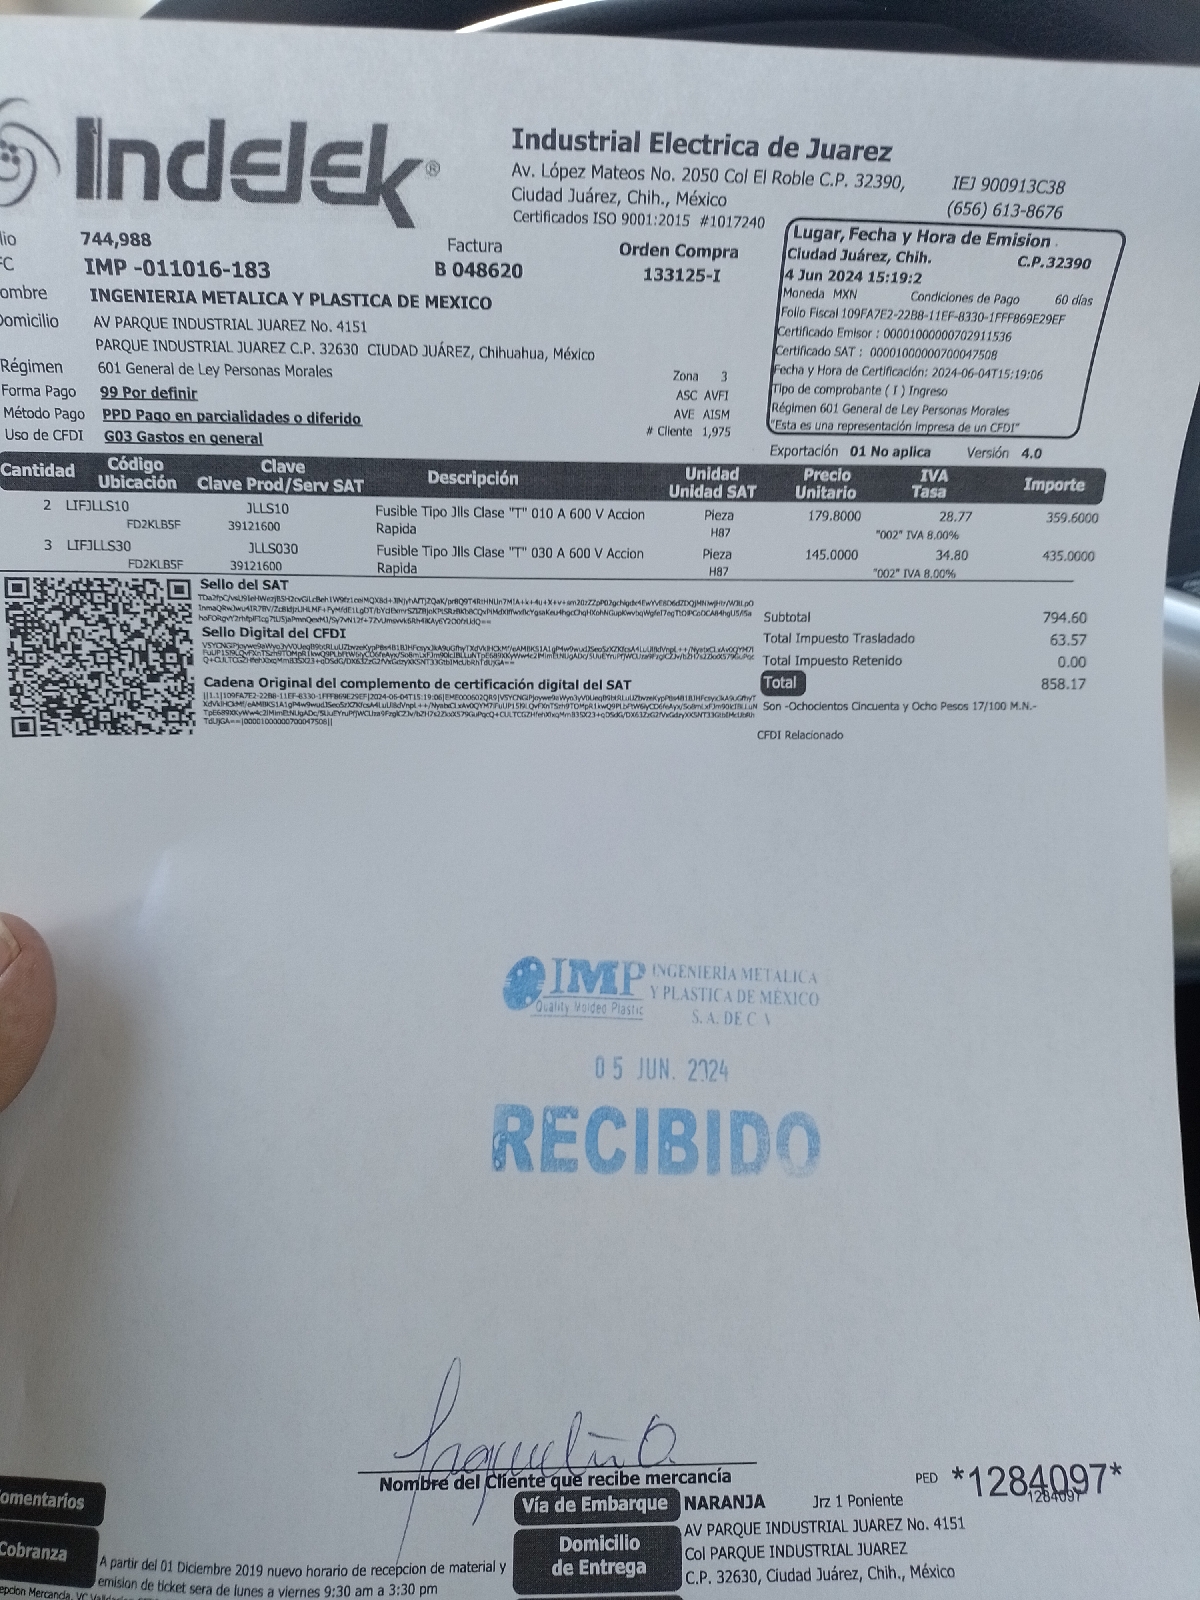 Indelek®
Industrial Electrica de Juarez
Av. López Mateos No. 2050 Col El Roble C.P. 32390,
Ciudad Juárez, Chih., México
Certificados ISO 9001:2015 #1017240
IEJ 900913C38
(656) 613-8676
744,988
IMP -011016-183
Factura
B 048620
Orden Compra
133125-I
INGENIERIA METALICA Y PLASTICA DE MEXICO
Domicilio AV PARQUE INDUSTRIAL JUAREZ No. 4151
PARQUE INDUSTRIAL JUAREZ C.P. 32630 CIUDAD JUÁREZ, Chihuahua, México
Régimen 601 General de Ley Personas Morales
Forma Pago 99 Por definir
Método Pago PPD Pago en parcialidades o diferido
Uso de CFDI G03 Gastos en general
Zona 3
ASC AVFI
AVE AISM
# Cliente 1,975
Lugar, Fecha y Hora de Emision
Ciudad Juárez, Chih. C.P.32390
4 Jun 2024 15:19:2
Moneda MXN Condiciones de Pago 60 días
Folio Fiscal 109FA7E2-22B8-11EF-8330-1FFF869E29EF
Certificado Emisor : 00001000000702911536
Certificado SAT : 00001000000700047508
Fecha y Hora de Certificación: 2024-06-04T15:19:06
Tipo de comprobante ( I ) Ingreso
Régimen 601 General de Ley Personas Morales
"Esta es una representación impresa de un CFDI"
Exportación 01 No aplica Versión 4.0
Cantidad Código Ubicación Clave Clave Prod/Serv SAT Descripción Unidad Unidad SAT Precio Unitario IVA Tasa Importe
2 LIFJLLS10 JLLS10 Fusible Tipo Jlls Clase "T" 010 A 600 V Accion Pieza 179.8000 28.77 359.6000
FD2KLB5F 39121600 Rapida H87 "002" IVA 8.00%
3 LIFJLLS30 JLLS030 Fusible Tipo Jlls Clase "T" 030 A 600 V Accion Pieza 145.0000 34.80 435.0000
FD2KLB5F 39121600 Rapida H87 "002" IVA 8.00%
Sello del SAT
Sello Digital del CFDI
Cadena Original del complemento de certificación digital del SAT
Subtotal 794.60
Total Impuesto Trasladado 63.57
Total Impuesto Retenido 0.00
Total 858.17
Son -Ochocientos Cincuenta y Ocho Pesos 17/100 M.N.-
CFDI Relacionado
IMP INGENIERÍA METALICA
Y PLASTICA DE MÉXICO
Quality Molded Plastic
S.A. DE C.V
05 JUN. 2024
RECIBIDO
Nombre del Cliente que recibe mercancía
PED *1284097*
1284097
Vía de Embarque NARANJA Jrz 1 Poniente
Domicilio de Entrega
AV PARQUE INDUSTRIAL JUAREZ No. 4151
Col PARQUE INDUSTRIAL JUAREZ
C.P. 32630, Ciudad Juárez, Chih., México
omentarios
Cobranza
A partir del 01 Diciembre 2019 nuevo horario de recepcion de material y
emision de ticket sera de lunes a viernes 9:30 am a 3:30 pm